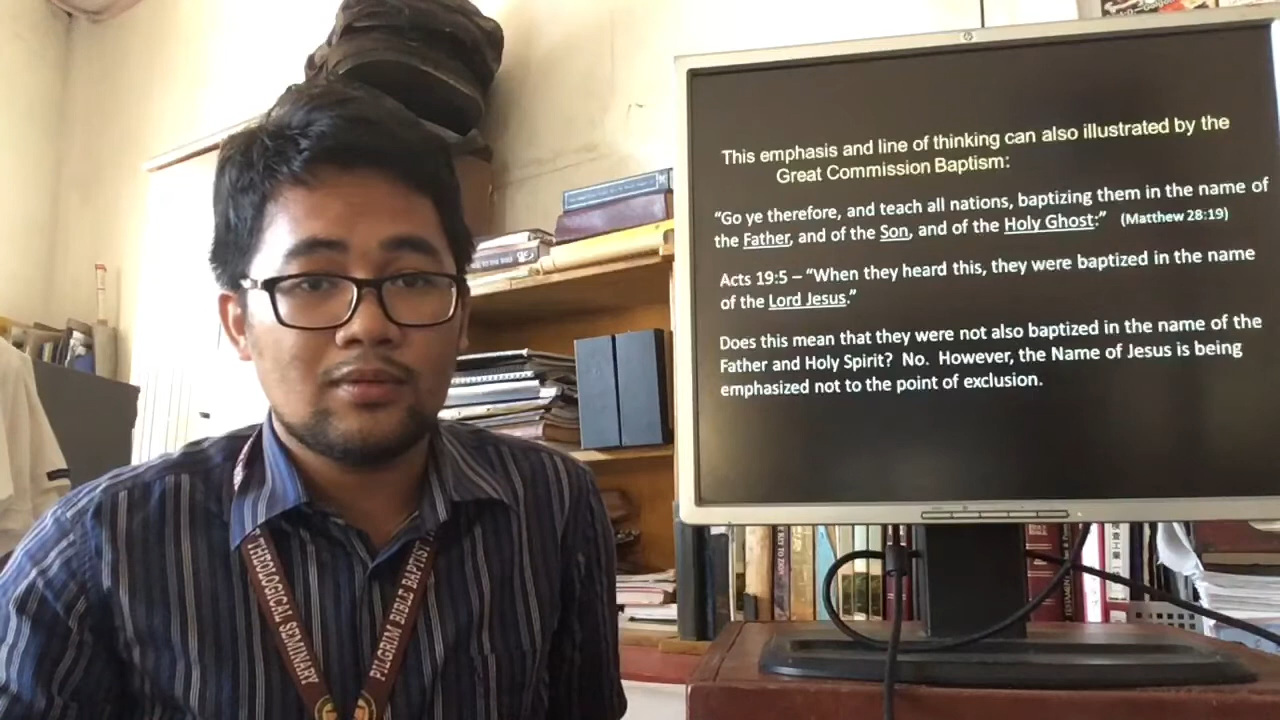 This emphasis and line of thinking can also illustrated by the
Great Commission Baptism:
“Go ye therefore, and teach all nations, baptizing them in the name of
the Father, and of the Son, and of the Holy Ghost:” (Matthew 28:19)
Acts 19:5 – “When they heard this, they were baptized in the name
of the Lord Jesus.”
Does this mean that they were not also baptized in the name of the
Father and Holy Spirit? No. However, the Name of Jesus is being
emphasized not to the point of exclusion.
THEOLOGICAL SEMINARY
PILGRIM BIBLE BAPTIST
hp
KEY TO ZION